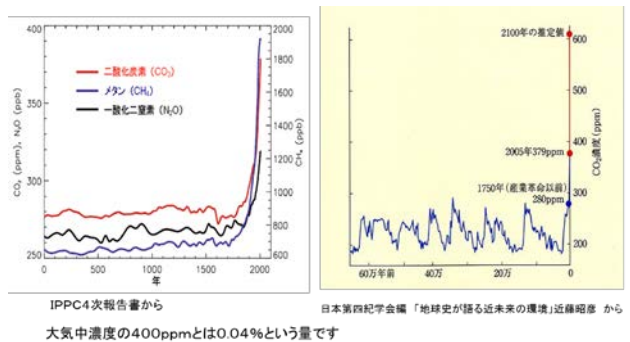 400
350
300
250
CO₂ (ppm), N₂O (ppb)
二酸化炭素 (CO₂)
メタン (CH₄)
一酸化二窒素 (N₂O)
2000
1800
1600
1400
1200
1000
800
600
CH₄ (ppb)
0
500
1000
1500
2000
年
IPPC4次報告書から
2100年の推定値
2005年379ppm
1750年(産業革命以前)
280ppm
600
500
400
300
200
CO₂濃度 (ppm)
60万年前
40万
20万
0
日本第四紀学会編 「地球史が語る近未来の環境」近藤昭彦 から
大気中濃度の400ppmとは0.04%という量です